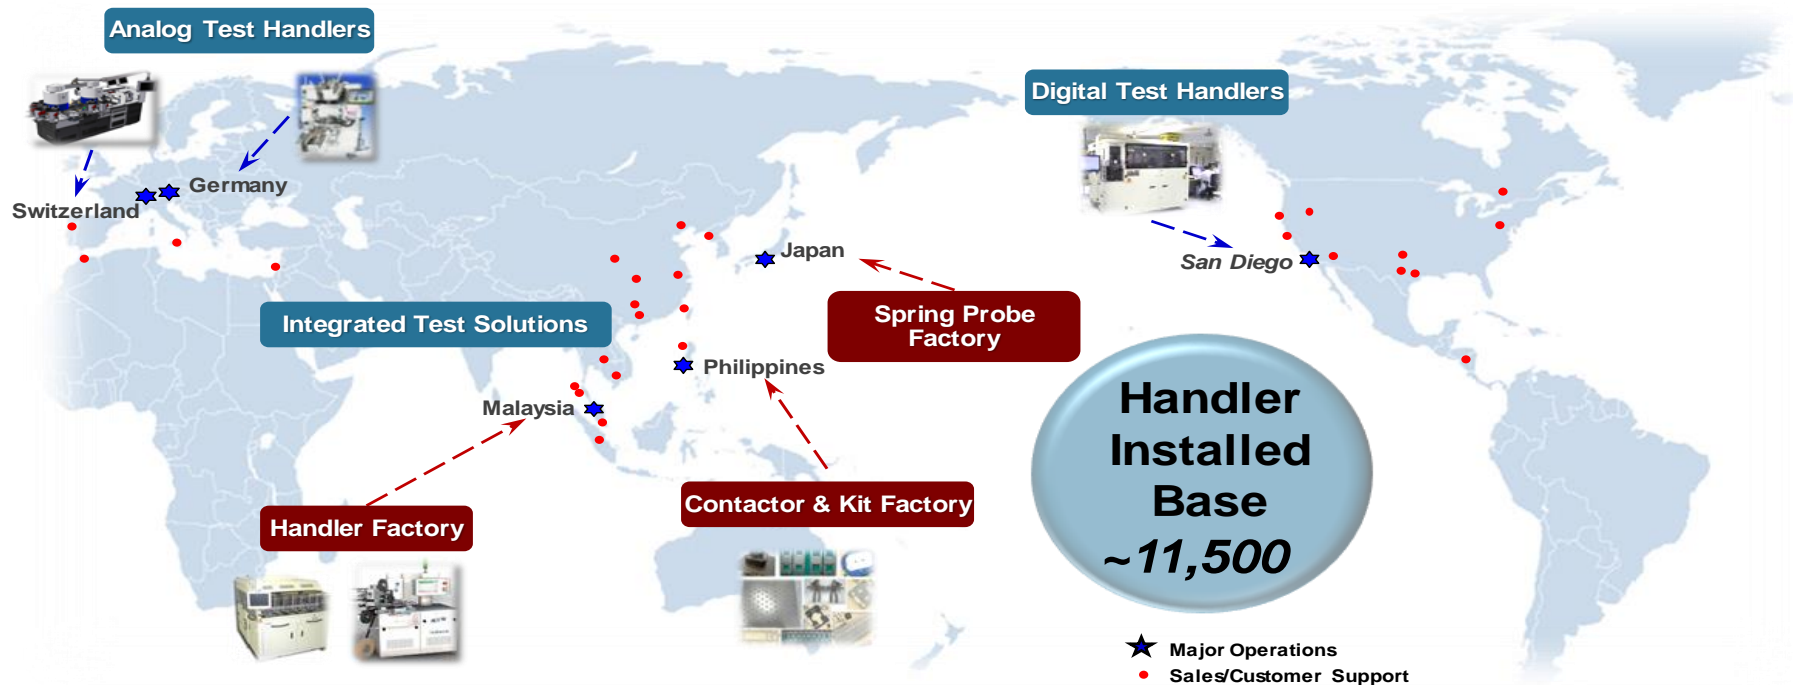 Analog Test Handlers
Digital Test Handlers
Germany
Switzerland
Japan
San Diego
Integrated Test Solutions
Spring Probe
Factory
Philippines
Malaysia
Handler
Installed
Base
~11,500
Contactor & Kit Factory
Handler Factory
Major Operations
Sales/Customer Support